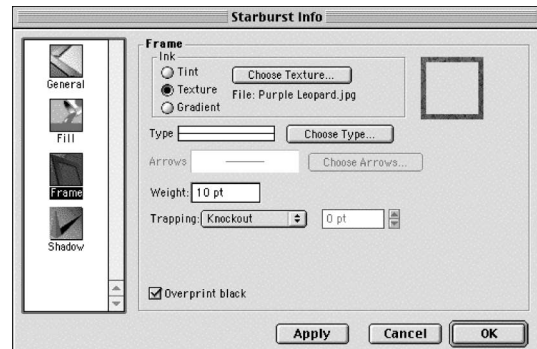 Starburst Info
General
Fill
Frame
Shadow
Frame
Ink
Tint
Texture
Gradient
Choose Texture...
File: Purple Leopard.jpg
Type
Choose Type...
Arrows
Choose Arrows...
Weight: 10 pt
Trapping: Knockout 0 pt
Overprint black
Apply Cancel OK